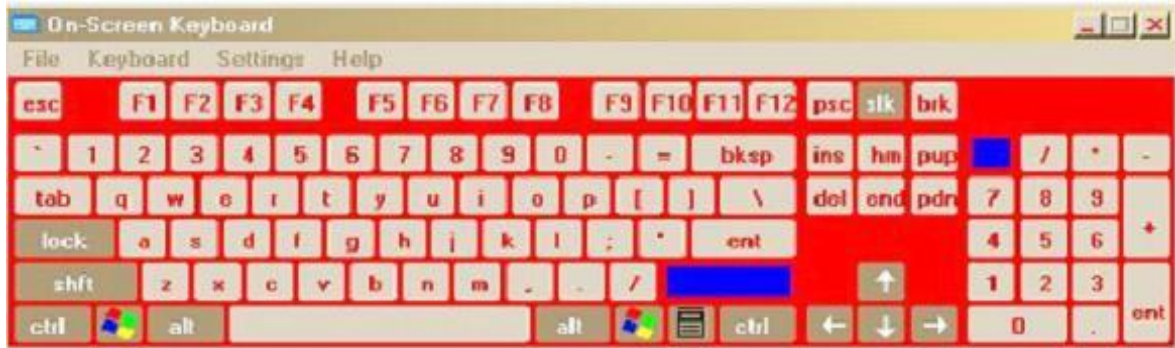 On-Screen Keyboard
File Keyboard Settings Help
esc F1 F2 F3 F4 F5 F6 F7 F8 F9 F10 F11 F12 psc slk brk
` 1 2 3 4 5 6 7 8 9 0 - = bksp ins hm pup / * -
tab q w e r t y u i o p [ ] \ del end pdn 7 8 9
lock a s d f g h j k l ; ' ent 4 5 6 +
shft z x c v b n m , . / ↑ 1 2 3
ctrl alt alt ctrl ← ↓ → 0 . ent